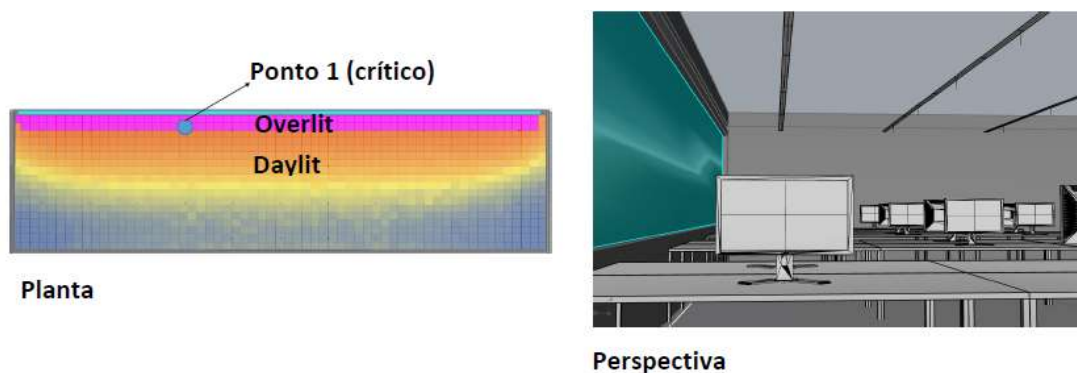 Ponto 1 (crítico)
Overlit
Daylit
Planta
Perspectiva